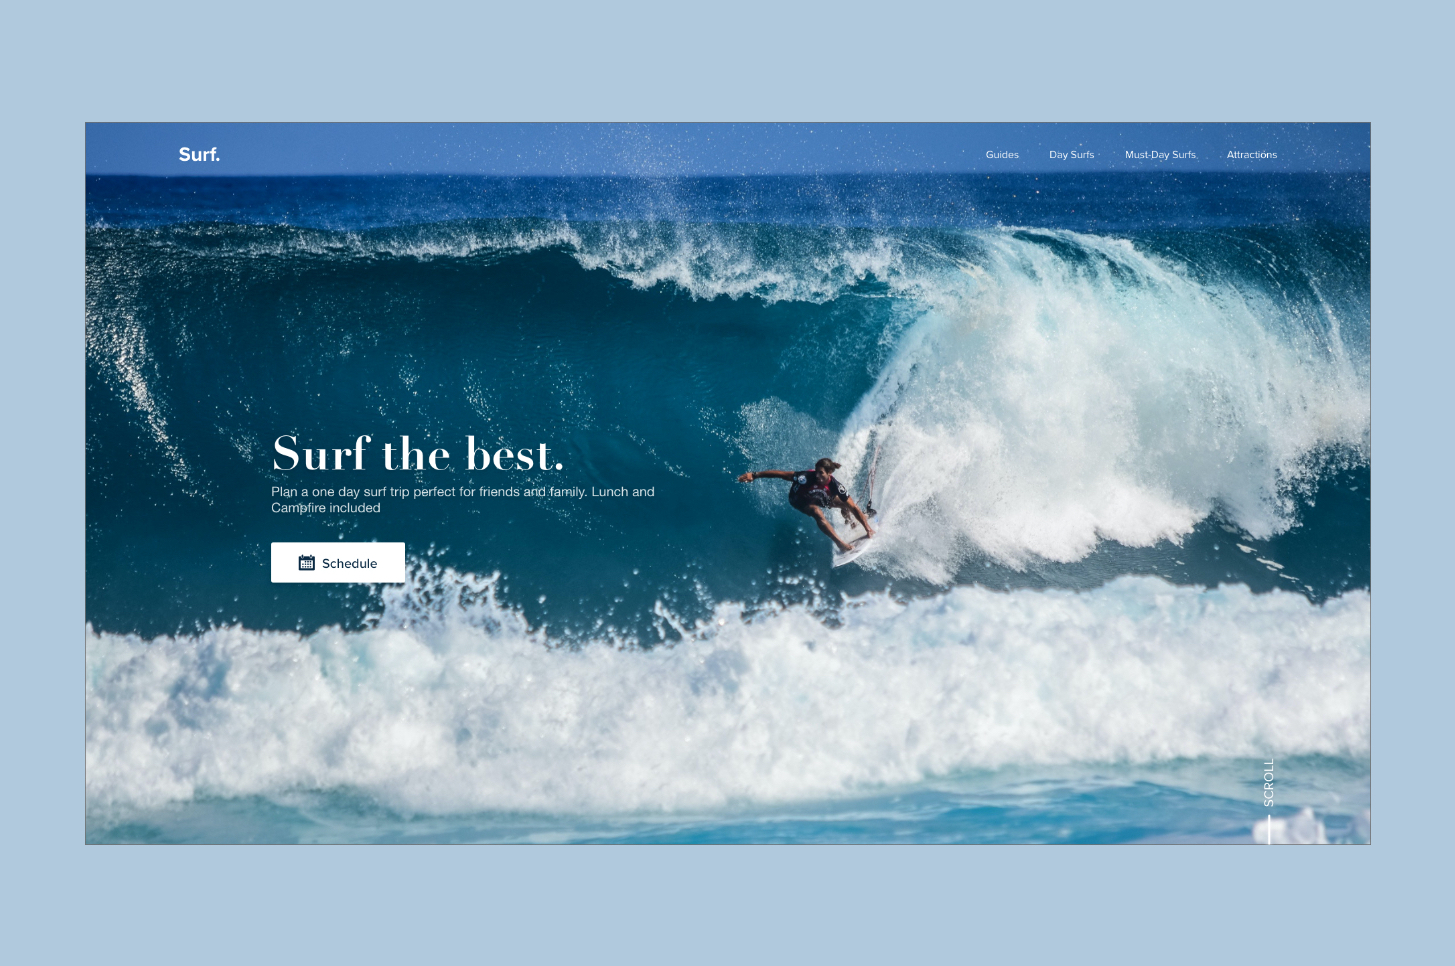 Surf.
Guides Day Surfs Must-Day Surfs Attractions
Surf the best.
Plan a one day surf trip perfect for friends and family. Lunch and
Campfire included
Schedule
SCROLL